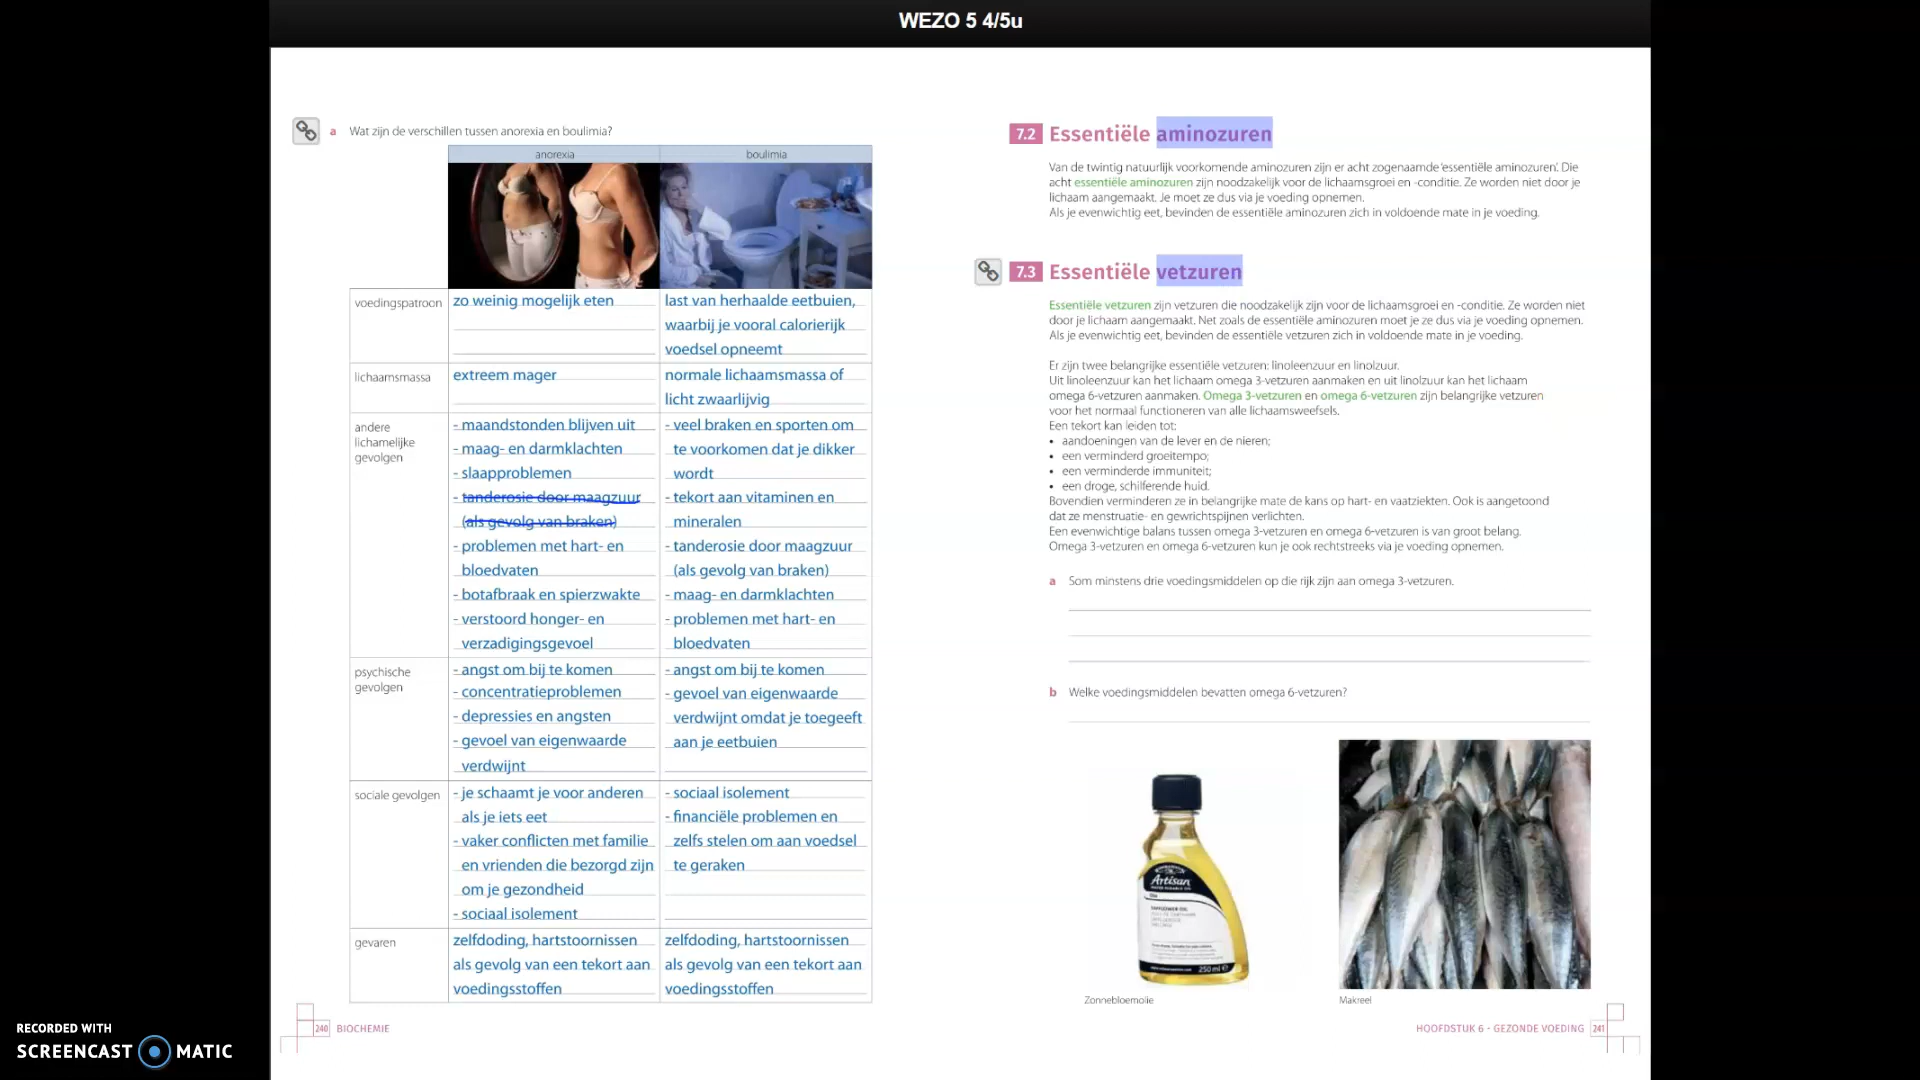 WEZO 5 4/5u
a Wat zijn de verschillen tussen anorexia en boulimia?
anorexia boulimia
voedingspatroon
zo weinig mogelijk eten
last van herhaalde eetbuien,
waarbij je vooral calorierijk
voedsel opneemt
lichaamsmassa
extreem mager
normale lichaamsmassa of
licht zwaarlijvig
andere
lichamelijke
gevolgen
- maandstonden blijven uit
- maag- en darmklachten
- slaapproblemen
- tanderosie door maagzuur
(als gevolg van braken)
- problemen met hart- en
bloedvaten
- botafbraak en spierzwakte
- verstoord honger- en
verzadigingsgevoel
- veel braken en sporten om
te voorkomen dat je dikker
wordt
- tekort aan vitaminen en
mineralen
- tanderosie door maagzuur
(als gevolg van braken)
- maag- en darmklachten
- problemen met hart- en
bloedvaten
psychische
gevolgen
- angst om bij te komen
- concentratieproblemen
- depressies en angsten
- gevoel van eigenwaarde
verdwijnt
- angst om bij te komen
- gevoel van eigenwaarde
verdwijnt omdat je toegeeft
aan je eetbuien
sociale gevolgen
- je schaamt je voor anderen
als je iets eet
- vaker conflicten met familie
en vrienden die bezorgd zijn
om je gezondheid
- sociaal isolement
- sociaal isolement
- financiële problemen en
zelfs stelen om aan voedsel
te geraken
gevaren
zelfdoding, hartstoornissen
als gevolg van een tekort aan
voedingsstoffen
zelfdoding, hartstoornissen
als gevolg van een tekort aan
voedingsstoffen
240 BIOCHEMIE
7.2 Essentiële aminozuren
Van de twintig natuurlijk voorkomende aminozuren zijn er acht zogenaamde 'essentiële aminozuren'. Die
acht essentiële aminozuren zijn noodzakelijk voor de lichaamsgroei en -conditie. Ze worden niet door je
lichaam aangemaakt. Je moet ze dus via je voeding opnemen.
Als je evenwichtig eet, bevinden de essentiële aminozuren zich in voldoende mate in je voeding.
7.3 Essentiële vetzuren
Essentiële vetzuren zijn vetzuren die noodzakelijk zijn voor de lichaamsgroei en -conditie. Ze worden niet
door je lichaam aangemaakt. Net zoals de essentiële aminozuren moet je ze dus via je voeding opnemen.
Als je evenwichtig eet, bevinden de essentiële vetzuren zich in voldoende mate in je voeding.
Er zijn twee belangrijke essentiële vetzuren: linoleenzuur en linolzuur.
Uit linoleenzuur kan het lichaam omega 3-vetzuren aanmaken en uit linolzuur kan het lichaam
omega 6-vetzuren aanmaken. Omega 3-vetzuren en omega 6-vetzuren zijn belangrijke vetzuren
voor het normaal functioneren van alle lichaamsweefsels.
Een tekort kan leiden tot:
• aandoeningen van de lever en de nieren;
• een verminderd groeitempo;
• een verminderde immuniteit;
• een droge, schilferende huid.
Bovendien verminderen ze in belangrijke mate de kans op hart- en vaatziekten. Ook is aangetoond
dat ze menstruatie- en gewrichtspijnen verlichten.
Een evenwichtige balans tussen omega 3-vetzuren en omega 6-vetzuren is van groot belang.
Omega 3-vetzuren en omega 6-vetzuren kun je ook rechtstreeks via je voeding opnemen.
a Som minstens drie voedingsmiddelen op die rijk zijn aan omega 3-vetzuren.
b Welke voedingsmiddelen bevatten omega 6-vetzuren?
Artisan
SAFFLOWER OIL
250 ml e
Zonnebloemolie
Makreel
HOOFDSTUK 6 - GEZONDE VOEDING 241
RECORDED WITH
SCREENCAST MATIC